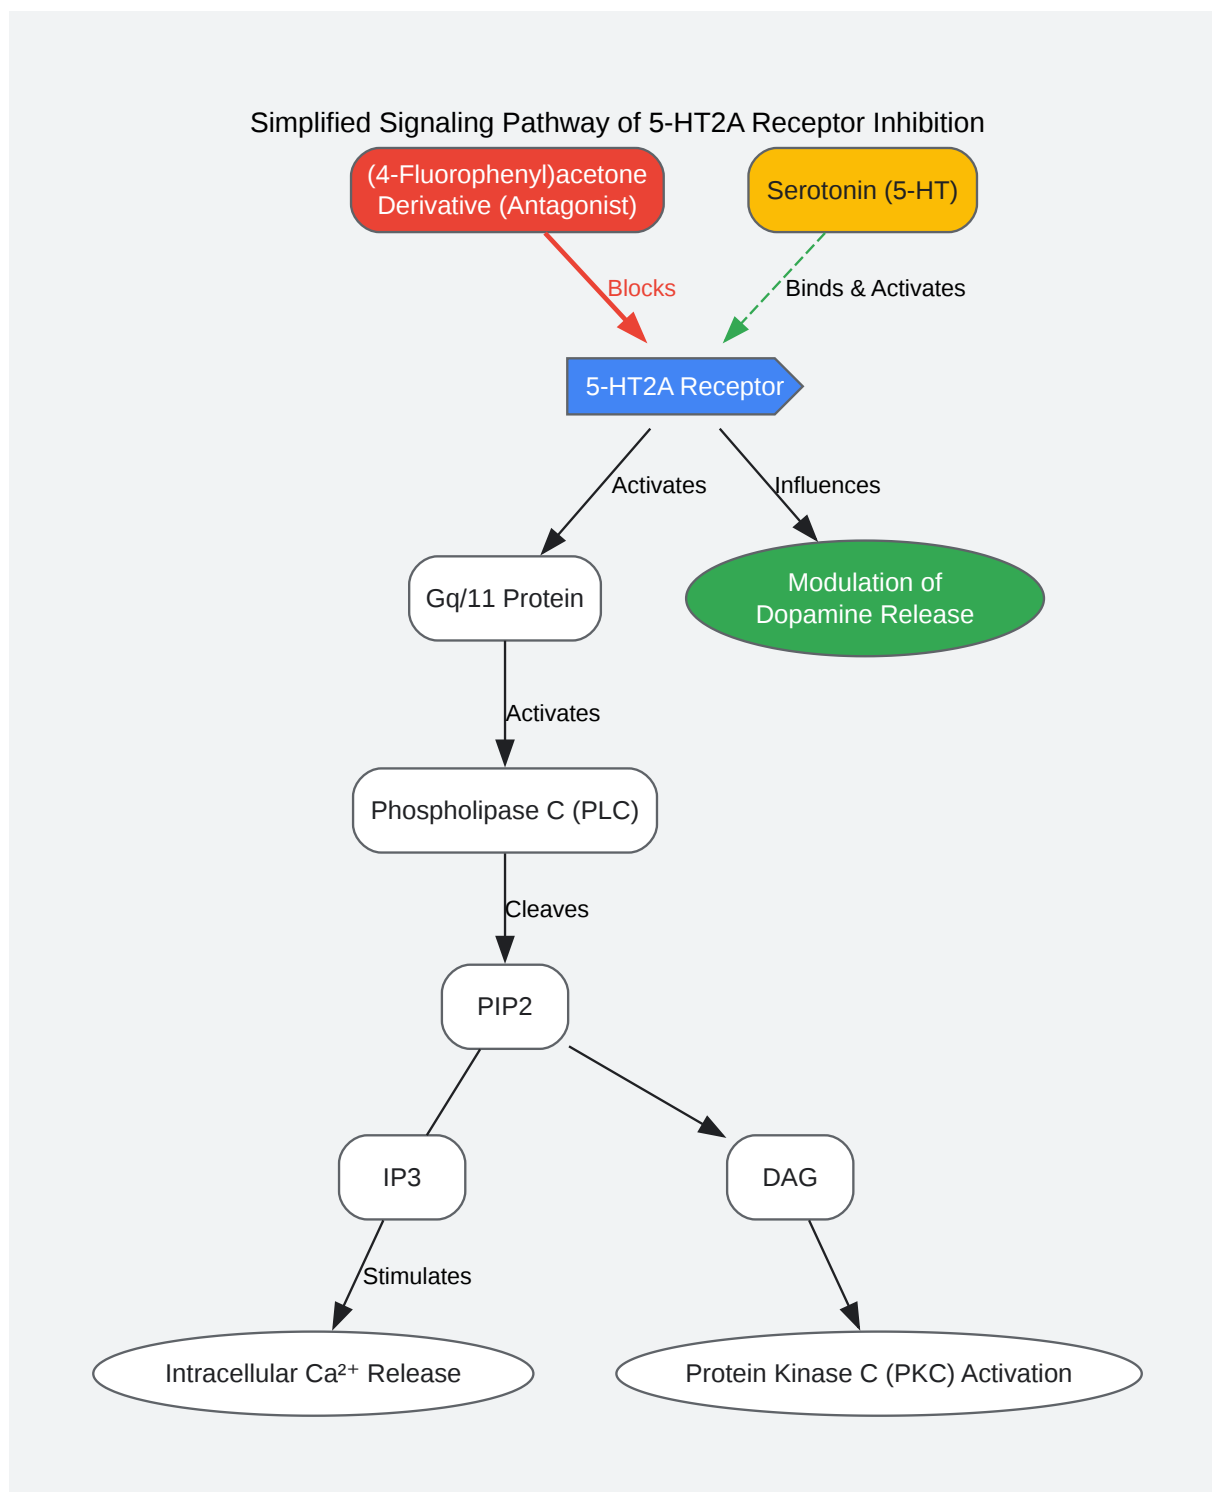 Simplified Signaling Pathway of 5-HT2A Receptor Inhibition
(4-Fluorophenyl)acetone
Derivative (Antagonist)
Serotonin (5-HT)
Blocks
Binds & Activates
5-HT2A Receptor
Activates
Influences
Gq/11 Protein
Modulation of
Dopamine Release
Activates
Phospholipase C (PLC)
Cleaves
PIP2
IP3
DAG
Stimulates
Intracellular Ca²⁺ Release
Protein Kinase C (PKC) Activation